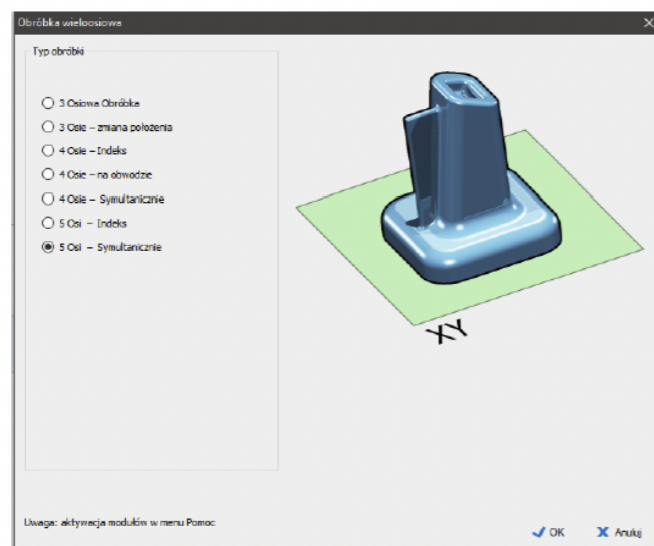 Obróbka wieloosiowa
Typ obróbki
3 Osiowa Obróbka
3 Osie – zmiana położenia
4 Osie – Indeks
4 Osie – na obwodzie
4 Osie – Symultanicznie
5 Osi – Indeks
5 Osi – Symultanicznie
XY
Uwaga: aktywacja modułów w menu Pomoc
OK
Anuluj